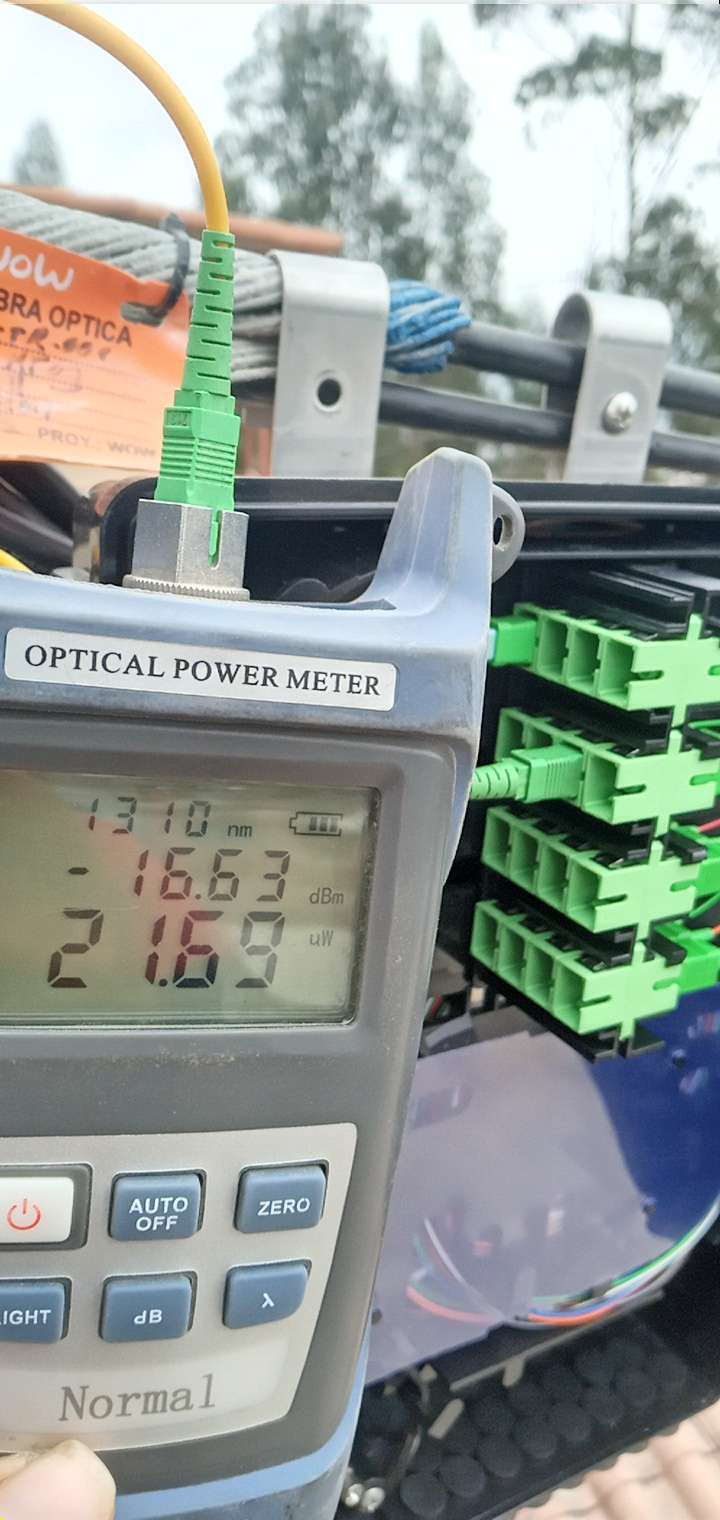 WOW
BRA OPTICA
PROY. WOW
OPTICAL POWER METER
1310 nm
-16.63 dBm
21.69 uW
AUTO OFF
ZERO
LIGHT
dB
λ
Normal